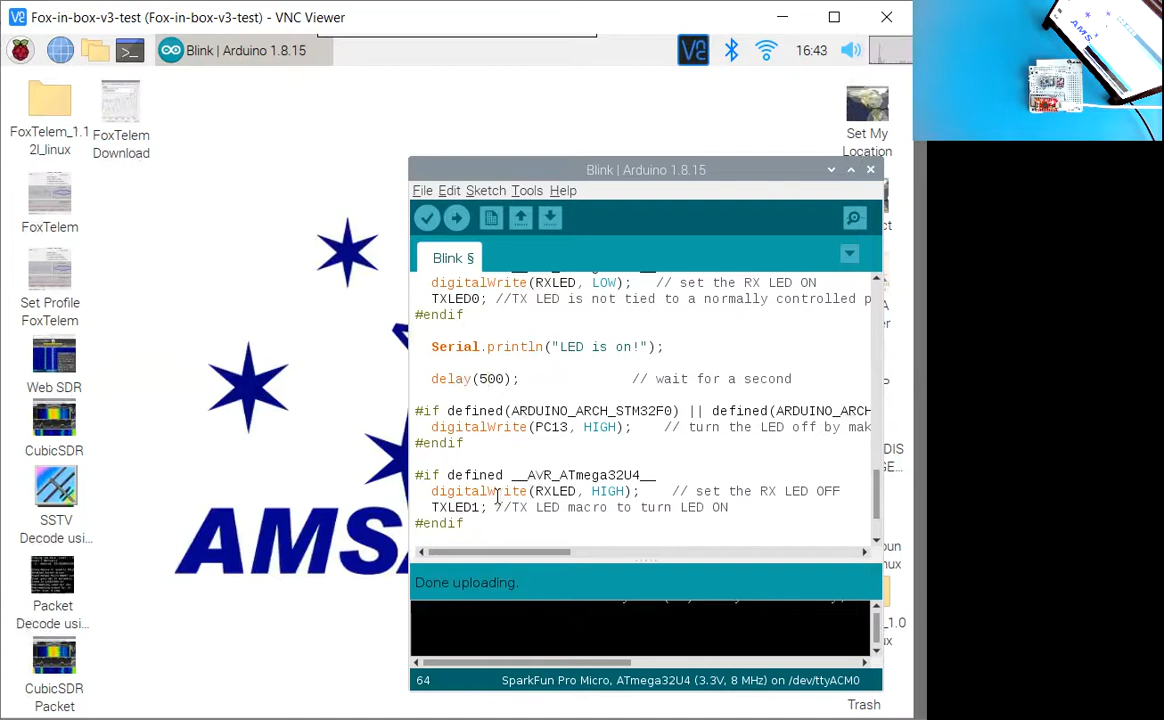 Fox-in-box-v3-test (Fox-in-box-v3-test) - VNC Viewer
Blink | Arduino 1.8.15
16:43
FoxTelem_1.1
2l_linux
FoxTelem
Download
FoxTelem
Set Profile
FoxTelem
Web SDR
CubicSDR
SSTV
Decode usi...
Packet
Decode usi...
CubicSDR
Packet
Set My
Location
Trash
AMS
Blink | Arduino 1.8.15
File Edit Sketch Tools Help
Blink §
digitalWrite(RXLED, LOW);   // set the RX LED ON
TXLED0; //TX LED is not tied to a normally controlled p
#endif
Serial.println("LED is on!");
delay(500);              // wait for a second
#if defined(ARDUINO_ARCH_STM32F0) || defined(ARDUINO_ARCH
digitalWrite(PC13, HIGH);    // turn the LED off by mak
#endif
#if defined __AVR_ATmega32U4__
digitalWrite(RXLED, HIGH);    // set the RX LED OFF
TXLED1; //TX LED macro to turn LED ON
#endif
Done uploading.
64
SparkFun Pro Micro, ATmega32U4 (3.3V, 8 MHz) on /dev/ttyACM0